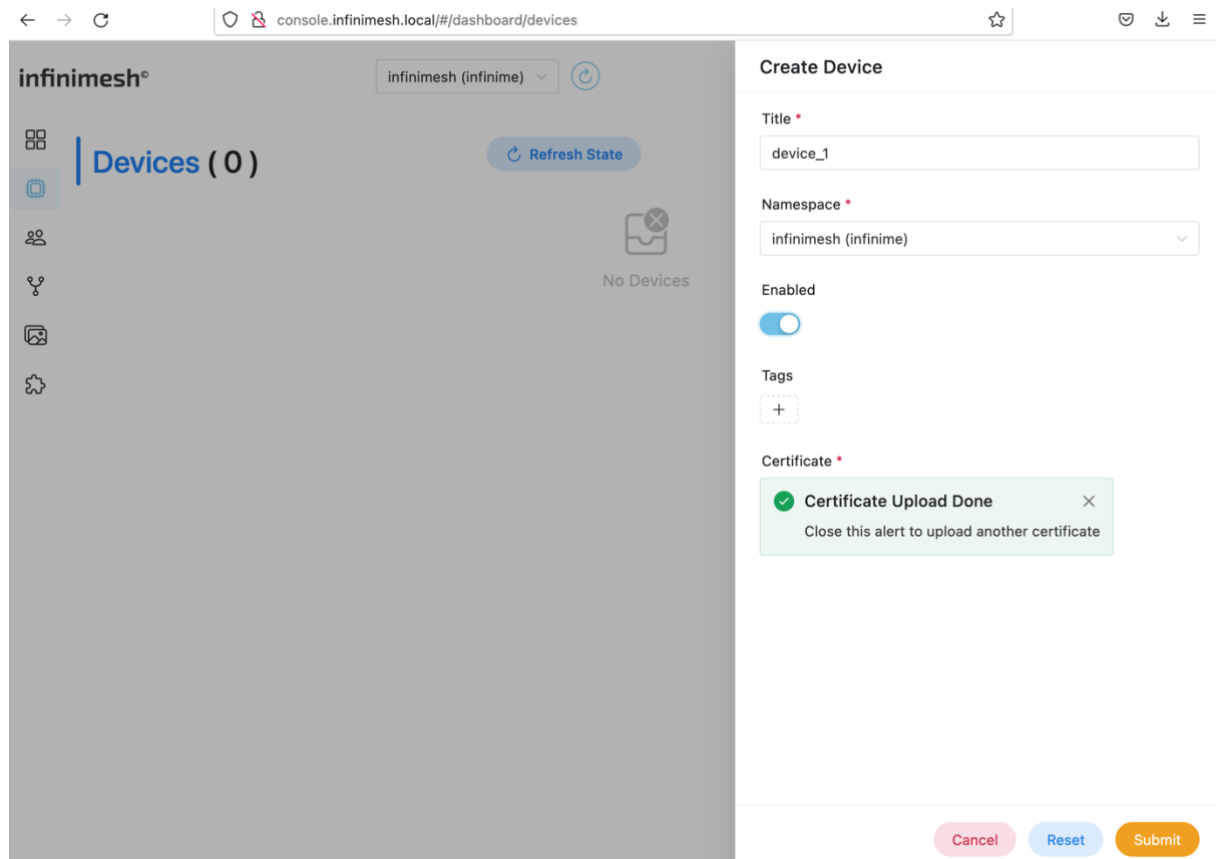 console.infinimesh.local/#/dashboard/devices
infinimesh©
infinimesh (infinime)
Devices ( 0 )
Refresh State
No Devices
Create Device
Title *
device_1
Namespace *
infinimesh (infinime)
Enabled
Tags
+
Certificate *
Certificate Upload Done
Close this alert to upload another certificate
Cancel Reset Submit